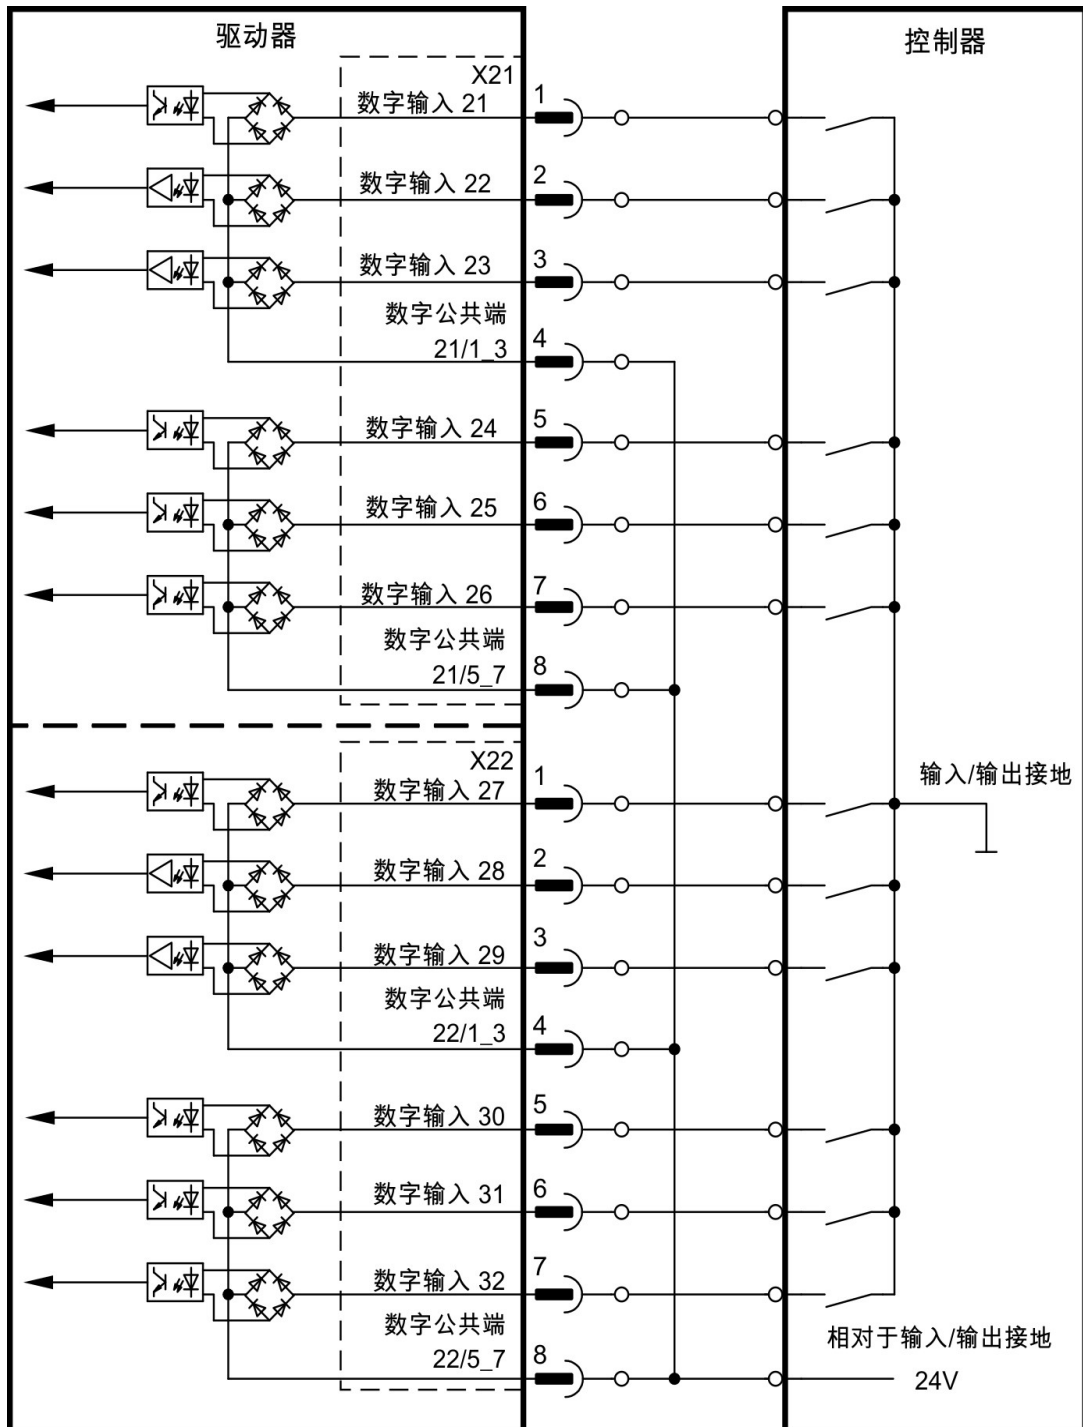 驱动器
控制器
X21
数字输入 21
1
数字输入 22
2
数字输入 23
3
数字公共端
21/1_3
4
数字输入 24
5
数字输入 25
6
数字输入 26
7
数字公共端
21/5_7
8
X22
数字输入 27
1
输入/输出接地
数字输入 28
2
数字输入 29
3
数字公共端
22/1_3
4
数字输入 30
5
数字输入 31
6
数字输入 32
7
数字公共端
22/5_7
8
相对于输入/输出接地
24V